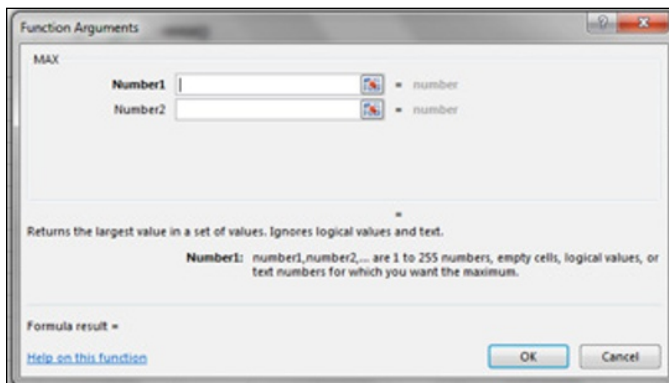 Function Arguments
MAX
Number1 = number
Number2 = number
=
Returns the largest value in a set of values. Ignores logical values and text.
Number1: number1,number2,... are 1 to 255 numbers, empty cells, logical values, or
text numbers for which you want the maximum.
Formula result =
Help on this function
OK Cancel